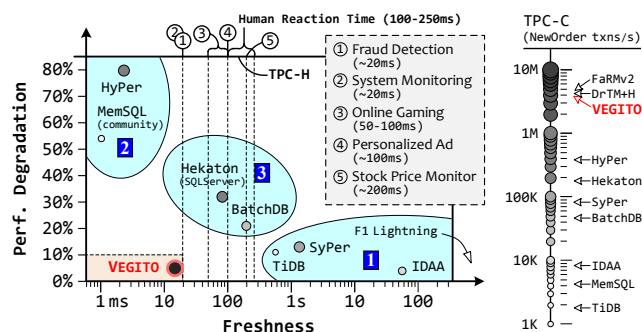 Human Reaction Time (100-250ms)
② ③ ④
① ⑤
TPC-H
80%
70%
60%
50%
40%
30%
20%
10%
0%
Perf. Degradation
HyPer
MemSQL
(community)
2
Hekaton
(SQLServer)
3
BatchDB
F1 Lightning
SyPer
1
TiDB
IDAA
VEGITO
1 ms
10
100
1s
10
100
Freshness
① Fraud Detection
(~20ms)
② System Monitoring
(~20ms)
③ Online Gaming
(50-100ms)
④ Personalized Ad
(~100ms)
⑤ Stock Price Monitor
(~200ms)
TPC-C
(NewOrder txns/s)
10M
1M
100K
10K
1K
FaRMv2
DrTM+H
VEGITO
HyPer
Hekaton
SyPer
BatchDB
IDAA
MemSQL
TiDB